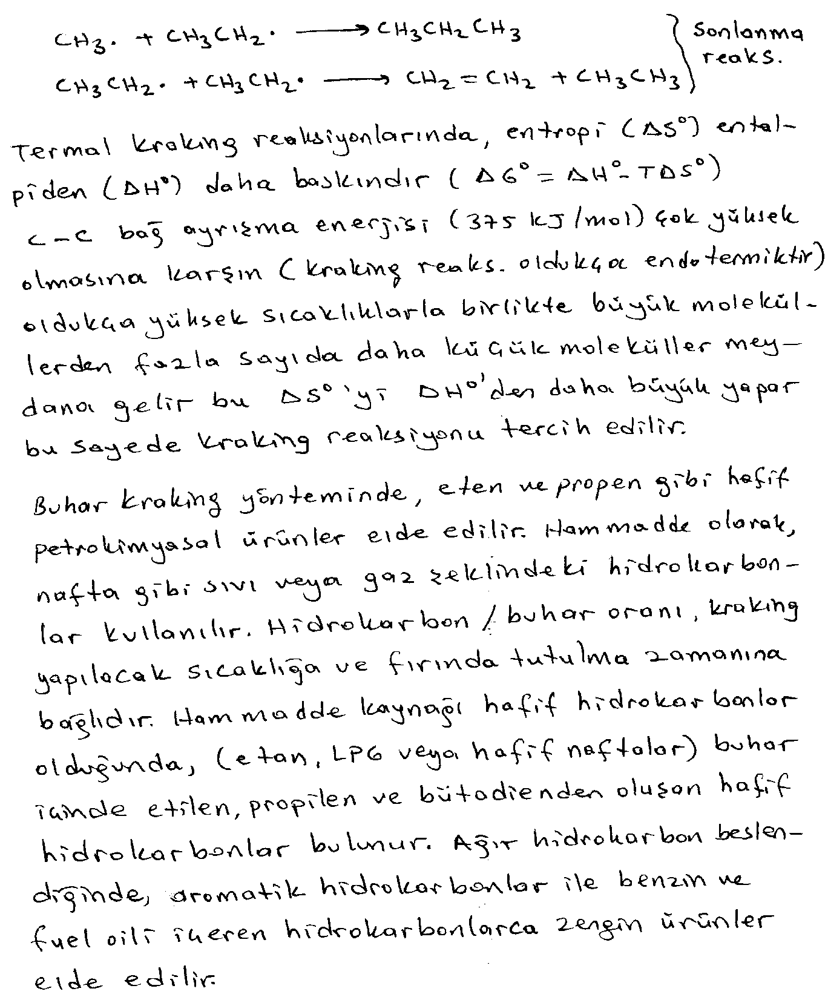 CH3· + CH3CH2· → CH3CH2CH3 } Sonlanma
reaks.
CH3CH2· + CH3CH2· → CH2=CH2 + CH3CH3
Termal kraking reaksiyonlarında, entropi (ΔS°) ental-
piden (ΔH°) daha baskındır (ΔG° = ΔH° - TΔS°)
C-C bağ ayrışma enerjisi (375 kJ/mol) çok yüksek
olmasına karşın (kraking reaks. oldukça endotermiktir)
oldukça yüksek sıcaklıklarla birlikte büyük molekül-
lerden fazla sayıda daha küçük moleküller mey-
dana gelir bu ΔS°'yi ΔH°'den daha büyük yapar
bu sayede kraking reaksiyonu tercih edilir.
Buhar kraking yönteminde, eten ve propen gibi hafif
petrokimyasal ürünler elde edilir. Hammadde olarak,
nafta gibi sıvı veya gaz şeklindeki hidrokarbon-
lar kullanılır. Hidrokarbon / buhar oranı, kraking
yapılacak sıcaklığa ve fırında tutulma zamanına
bağlıdır. Hammadde kaynağı hafif hidrokarbonlar
olduğunda, (etan, LPG veya hafif naftalar) buhar
içinde etilen, propilen ve bütadienden oluşan hafif
hidrokarbonlar bulunur. Ağır hidrokarbon beslen-
diğinde, aromatik hidrokarbonlar ile benzin ve
fuel oili içeren hidrokarbonlarca zengin ürünler
elde edilir.